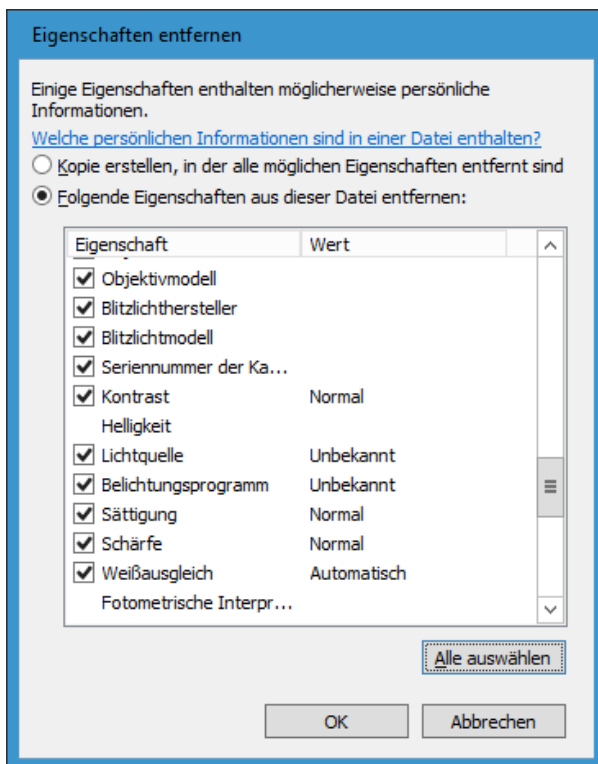 Eigenschaften entfernen
Einige Eigenschaften enthalten möglicherweise persönliche
Informationen.
Welche persönlichen Informationen sind in einer Datei enthalten?
Kopie erstellen, in der alle möglichen Eigenschaften entfernt sind
Folgende Eigenschaften aus dieser Datei entfernen:
Eigenschaft Wert
Objektivmodell
Blitzlichthersteller
Blitzlichtmodell
Seriennummer der Ka...
Kontrast Normal
Helligkeit
Lichtquelle Unbekannt
Belichtungsprogramm Unbekannt
Sättigung Normal
Schärfe Normal
Weißausgleich Automatisch
Fotometrische Interpr...
Alle auswählen
OK Abbrechen